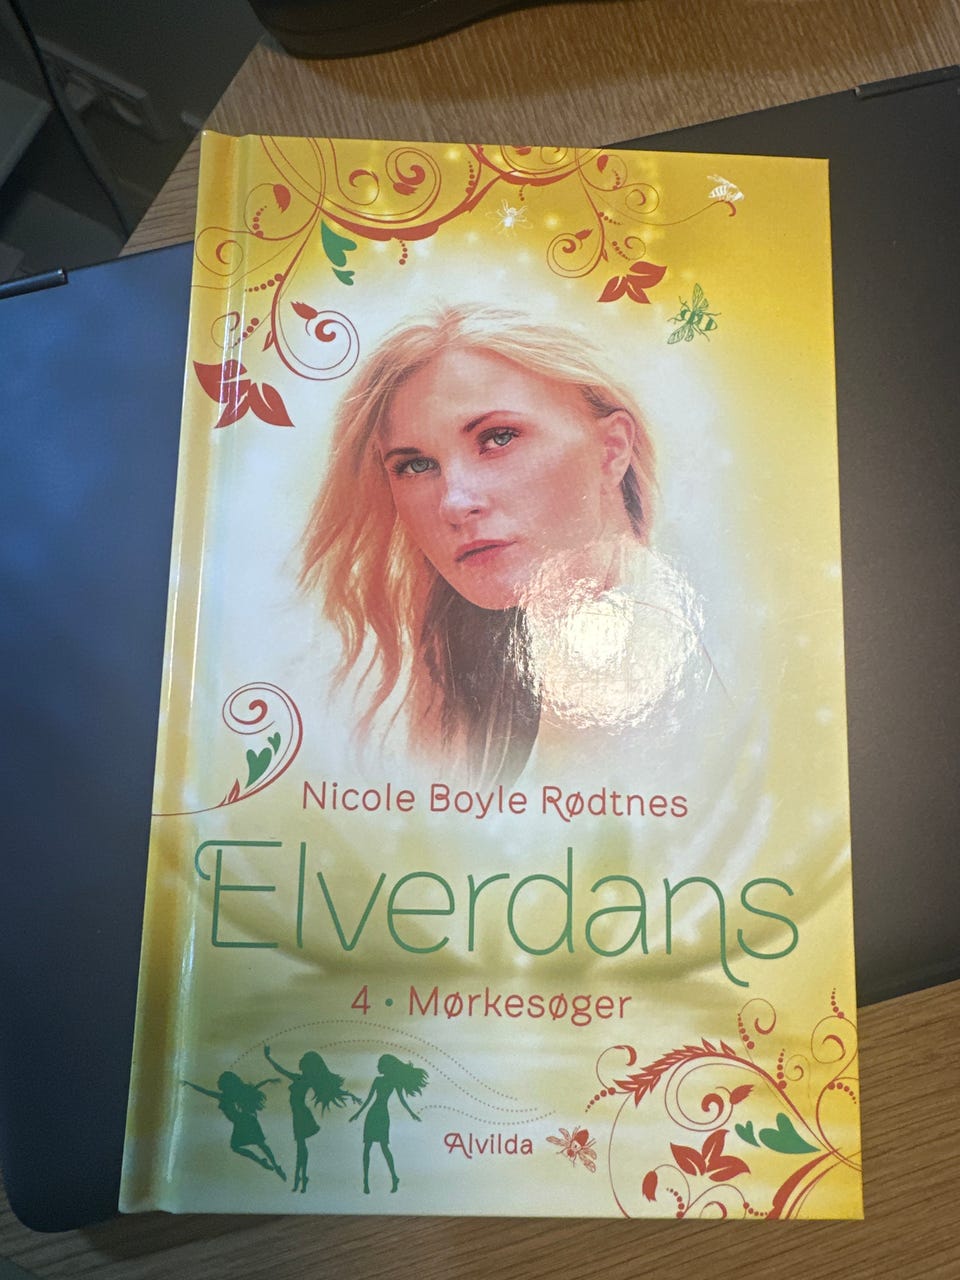 Nicole Boyle Rødtnes
Elverdans
4 • Mørkesøger
Alvilda